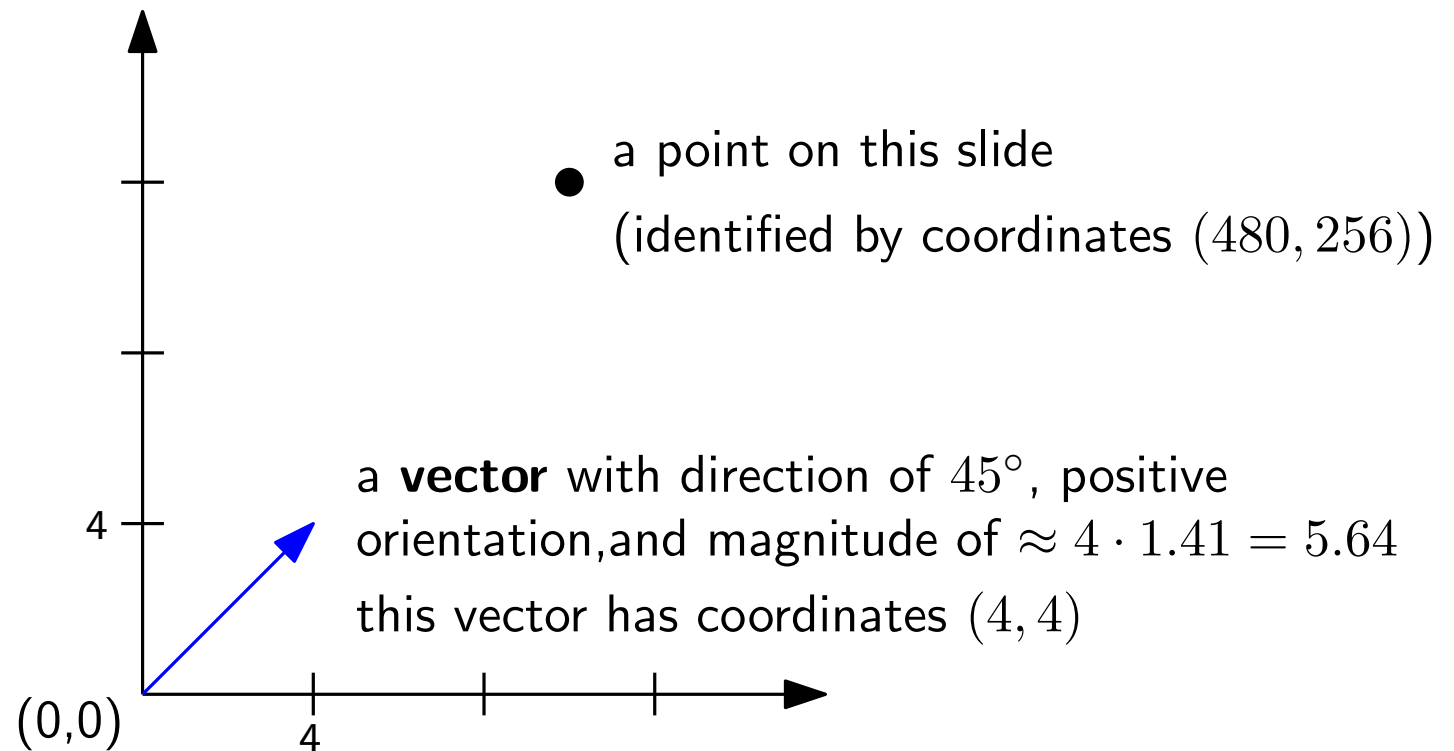 a point on this slide
(identified by coordinates (480, 256))
a vector with direction of 45°, positive
4
orientation,and magnitude of ≈ 4 · 1.41 = 5.64
this vector has coordinates (4, 4)
(0,0)
4